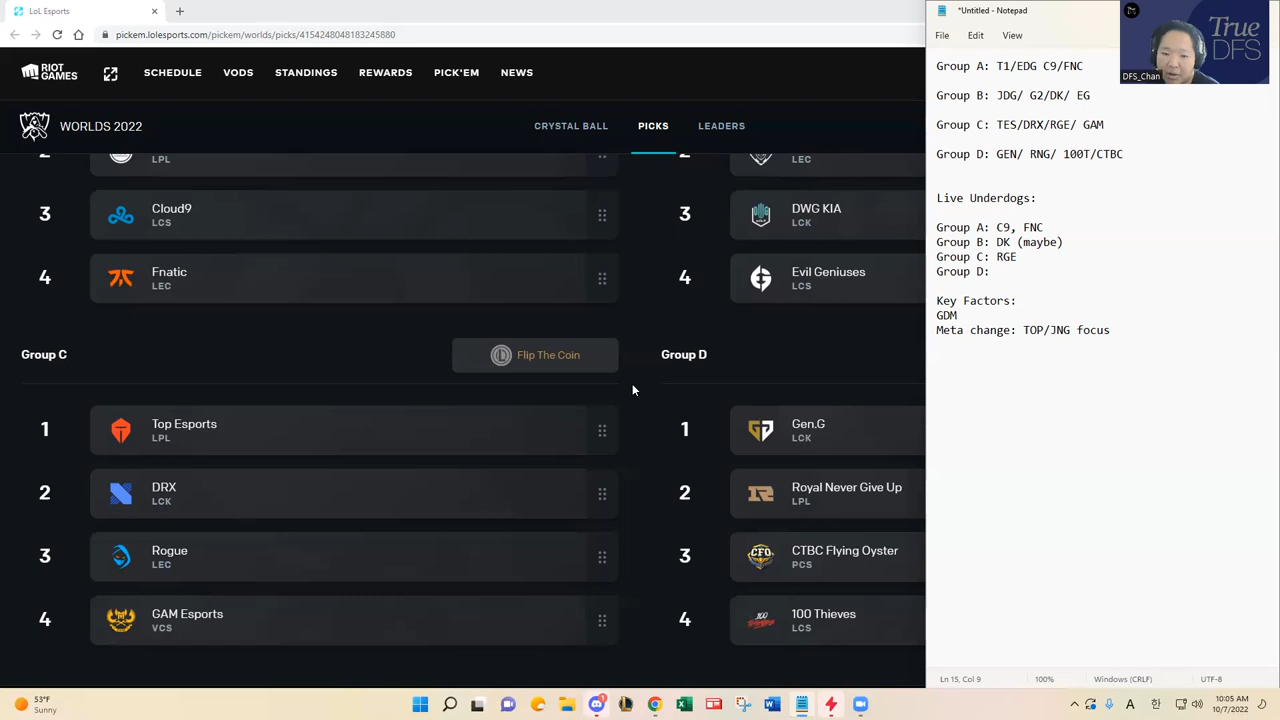 LoL Esports
*Untitled - Notepad
pickem.lolesports.com/pickem/worlds/picks/4154248048183245880
File Edit View
True
DFS
DFS_Chan
RIOT GAMES
SCHEDULE VODS STANDINGS REWARDS PICK'EM NEWS
WORLDS 2022
CRYSTAL BALL PICKS LEADERS
2 LPL
2 LEC
3 Cloud9
LCS
3 DWG KIA
LCK
4 Fnatic
LEC
4 Evil Geniuses
LCS
Group C
Flip The Coin
Group D
1 Top Esports
LPL
1 Gen.G
LCK
2 DRX
LCK
2 Royal Never Give Up
LPL
3 Rogue
LEC
3 CTBC Flying Oyster
PCS
4 GAM Esports
VCS
4 100 Thieves
LCS
Group A: T1/EDG C9/FNC
Group B: JDG/ G2/DK/ EG
Group C: TES/DRX/RGE/ GAM
Group D: GEN/ RNG/ 100T/CTBC
Live Underdogs:
Group A: C9, FNC
Group B: DK (maybe)
Group C: RGE
Group D:
Key Factors:
GDM
Meta change: TOP/JNG focus
Ln 15, Col 9 100% Windows (CRLF) UTF-8
53°F
Sunny
A 한
10:05 AM
10/7/2022